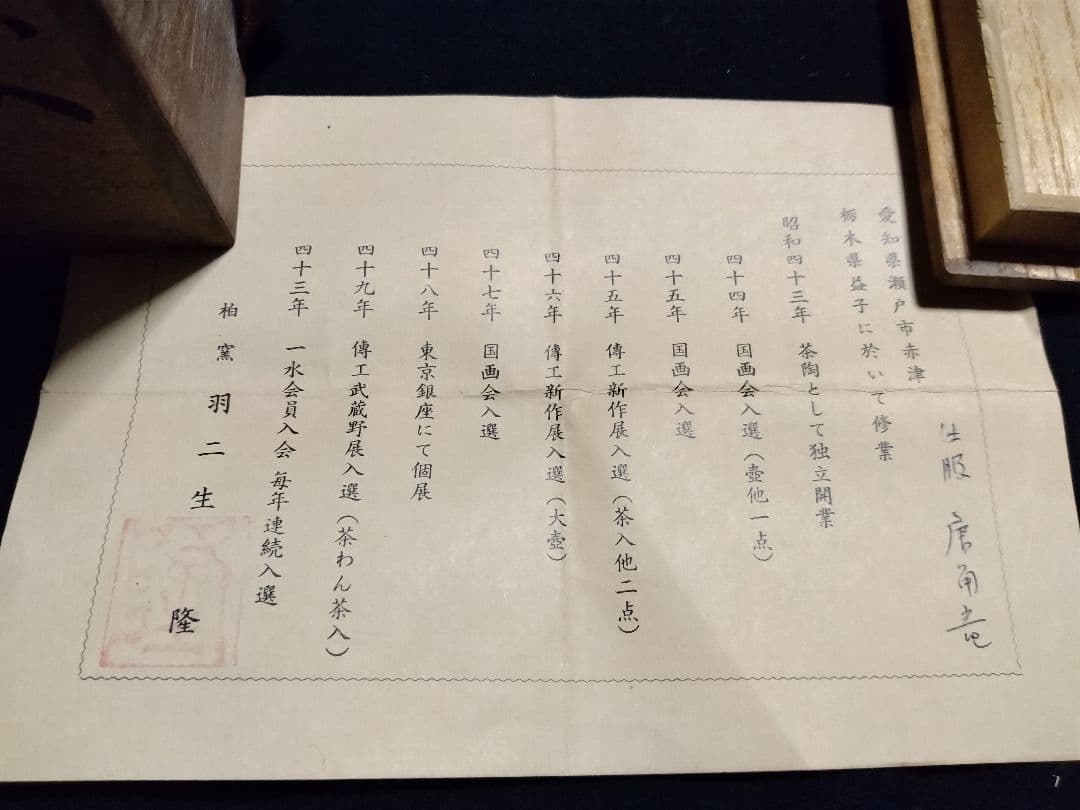 愛知県瀬戸市赤津
栃木県益子に於いて修業
昭和四十三年 茶陶として独立開業
四十四年 国画会入選(壺他一点)
四十五年 国画会入選
四十五年 傳工新作展入選(茶入他二点)
四十六年 傳工新作展入選(大壺)
四十七年 国画会入選
四十八年 東京銀座にて個展
四十九年 傳工武蔵野展入選(茶わん茶入)
四十三年 一水会員入会 毎年連続入選
柏窯 羽二生 隆